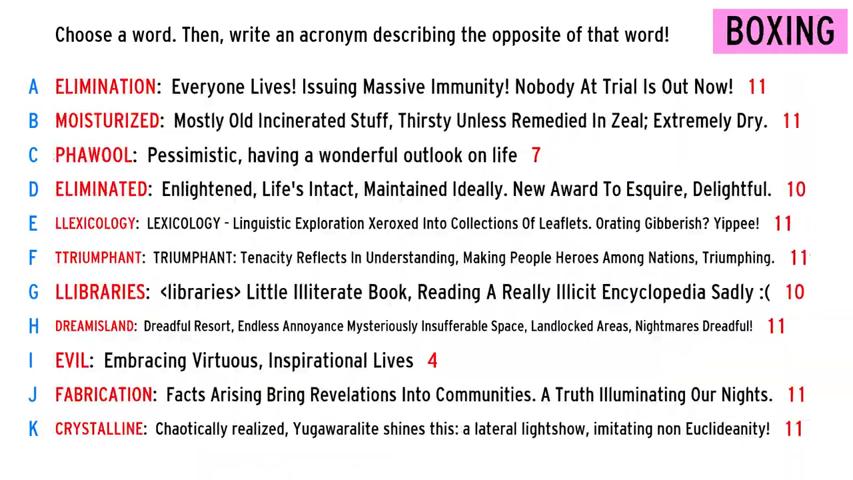 Choose a word. Then, write an acronym describing the opposite of that word!
BOXING
A ELIMINATION: Everyone Lives! Issuing Massive Immunity! Nobody At Trial Is Out Now! 11
B MOISTURIZED: Mostly Old Incinerated Stuff, Thirsty Unless Remedied In Zeal; Extremely Dry. 11
C PHAWOOL: Pessimistic, having a wonderful outlook on life 7
D ELIMINATED: Enlightened, Life's Intact, Maintained Ideally. New Award To Esquire, Delightful. 10
E LLEXICOLOGY: LEXICOLOGY - Linguistic Exploration Xeroxed Into Collections Of Leaflets. Orating Gibberish? Yippee! 11
F TTRIUMPHANT: TRIUMPHANT: Tenacity Reflects In Understanding, Making People Heroes Among Nations, Triumphing. 11
G LLIBRARIES: <libraries> Little Illiterate Book, Reading A Really Illicit Encyclopedia Sadly :( 10
H DREAMISLAND: Dreadful Resort, Endless Annoyance Mysteriously Insufferable Space, Landlocked Areas, Nightmares Dreadful! 11
I EVIL: Embracing Virtuous, Inspirational Lives 4
J FABRICATION: Facts Arising Bring Revelations Into Communities. A Truth Illuminating Our Nights. 11
K CRYSTALLINE: Chaotically realized, Yugawaralite shines this: a lateral lightshow, imitating non Euclideanity! 11